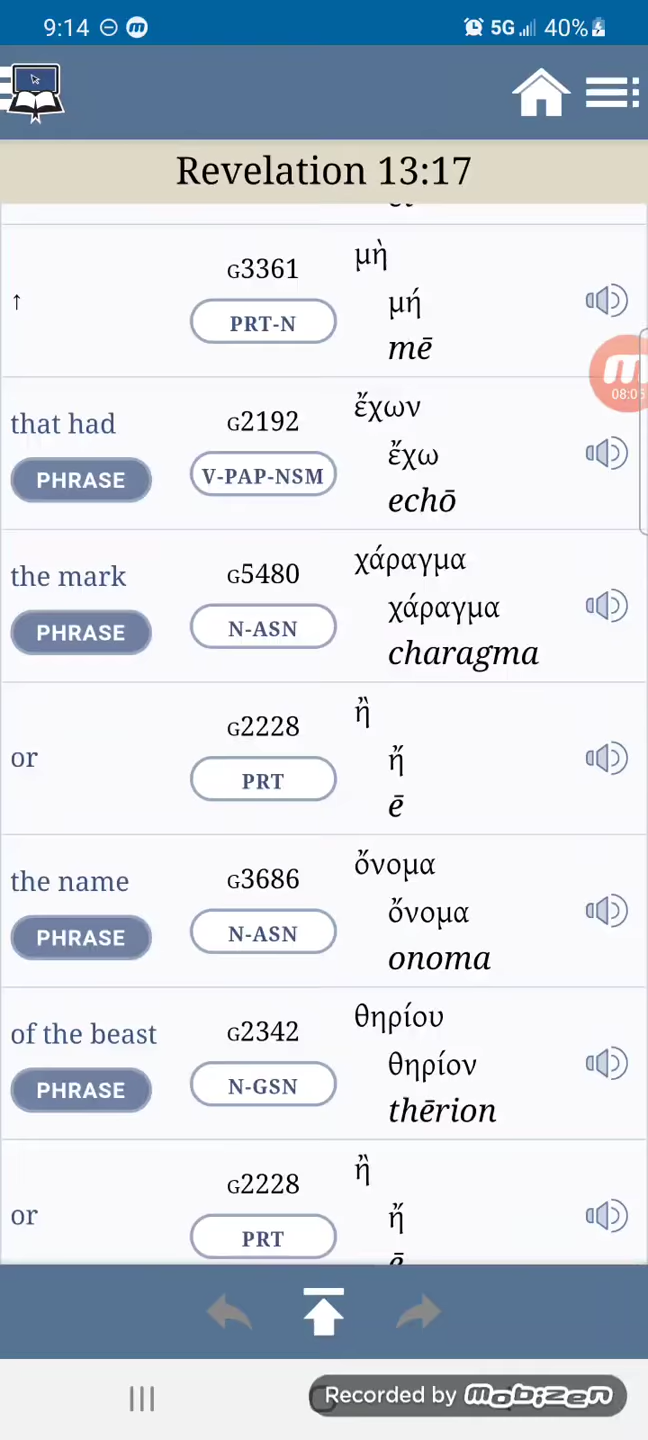 9:14
5G 40%
Revelation 13:17
↑ G3361 μὴ
PRT-N μή
mē
08:05
that had G2192 ἔχων
PHRASE V-PAP-NSM ἔχω
echō
the mark G5480 χάραγμα
PHRASE N-ASN χάραγμα
charagma
or G2228 ἢ
PRT ἤ
ē
the name G3686 ὄνομα
PHRASE N-ASN ὄνομα
onoma
of the beast G2342 θηρίου
PHRASE N-GSN θηρίον
thērion
or G2228 ἢ
PRT ἤ
Recorded by mobizen